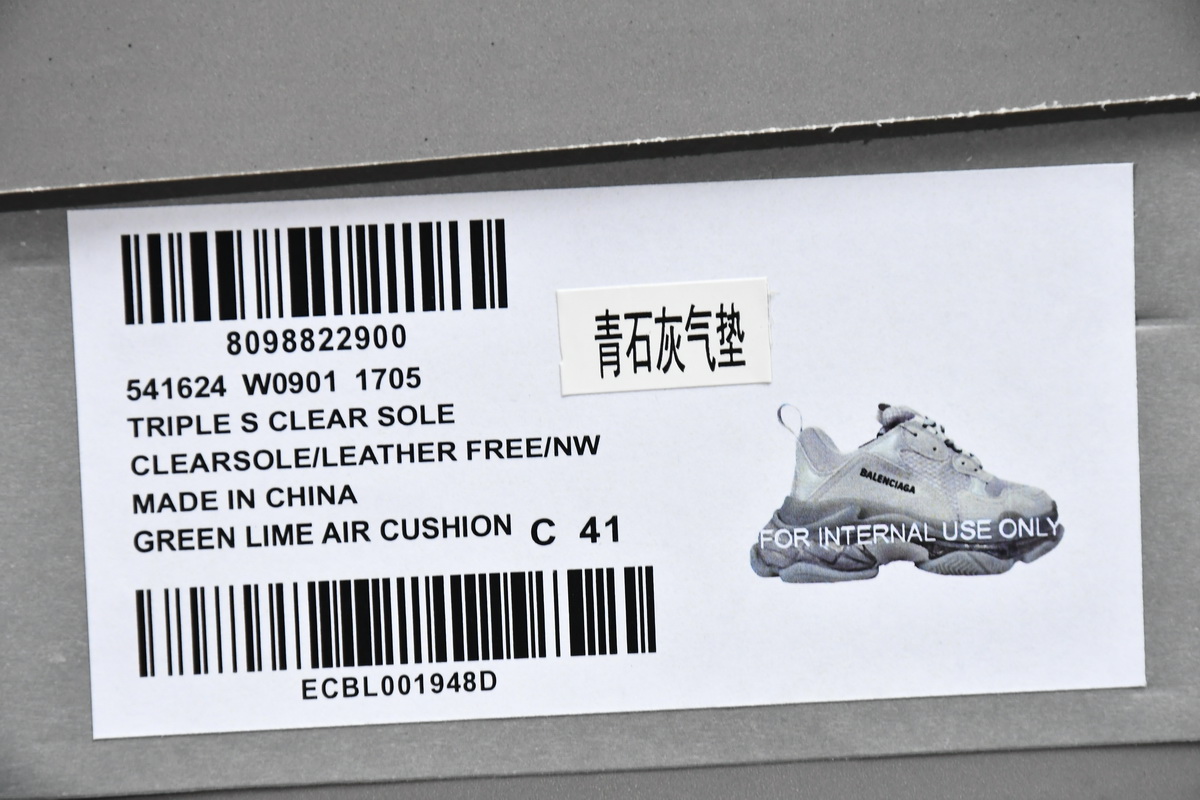 8098822900
541624 W0901 1705
TRIPLE S CLEAR SOLE
CLEARSOLE/LEATHER FREE/NW
MADE IN CHINA
GREEN LIME AIR CUSHION C 41
ECBL001948D
青石灰气垫
BALENCIAGA
FOR INTERNAL USE ONLY